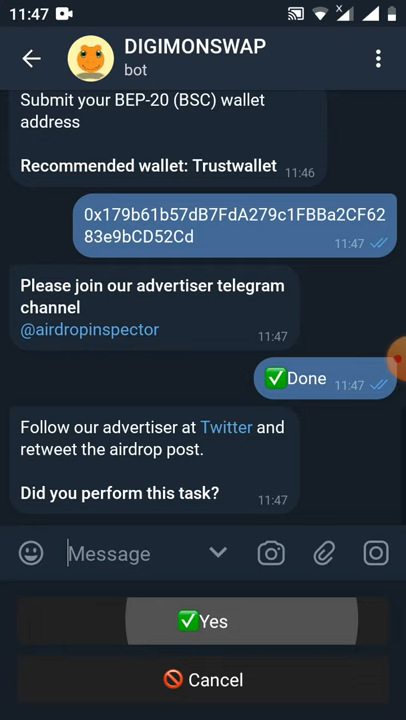 11:47
DIGIMONSWAP
bot
Submit your BEP-20 (BSC) wallet
address
Recommended wallet: Trustwallet 11:46
0x179b61b57dB7FdA279c1FBBa2CF62
83e9bCD52Cd 11:47
Please join our advertiser telegram
channel
@airdropinspector 11:47
✅Done 11:47
Follow our advertiser at Twitter and
retweet the airdrop post.
Did you perform this task? 11:47
Message
✅Yes
🚫 Cancel